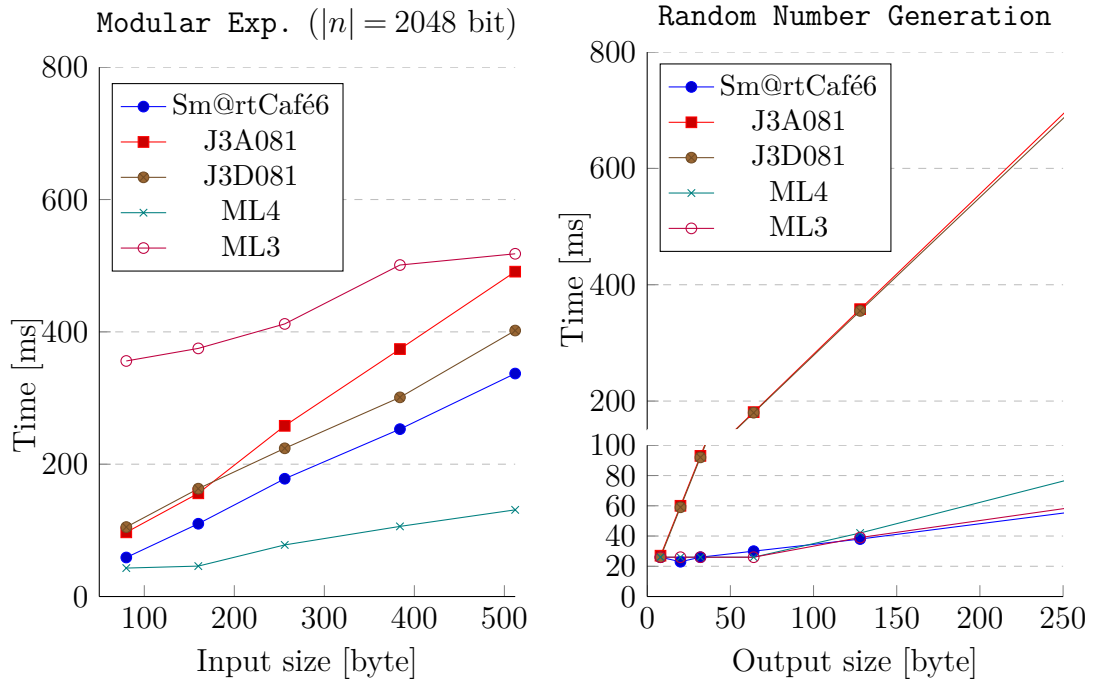 Modular Exp. (|n| = 2048 bit)
800
600
400
200
0
100
200
300
400
500
Time [ms]
Input size [byte]
Sm@rtCafé6
J3A081
J3D081
ML4
ML3
Random Number Generation
800
600
400
200
100
80
60
40
20
0
0
50
100
150
200
250
Time [ms]
Output size [byte]
Sm@rtCafé6
J3A081
J3D081
ML4
ML3